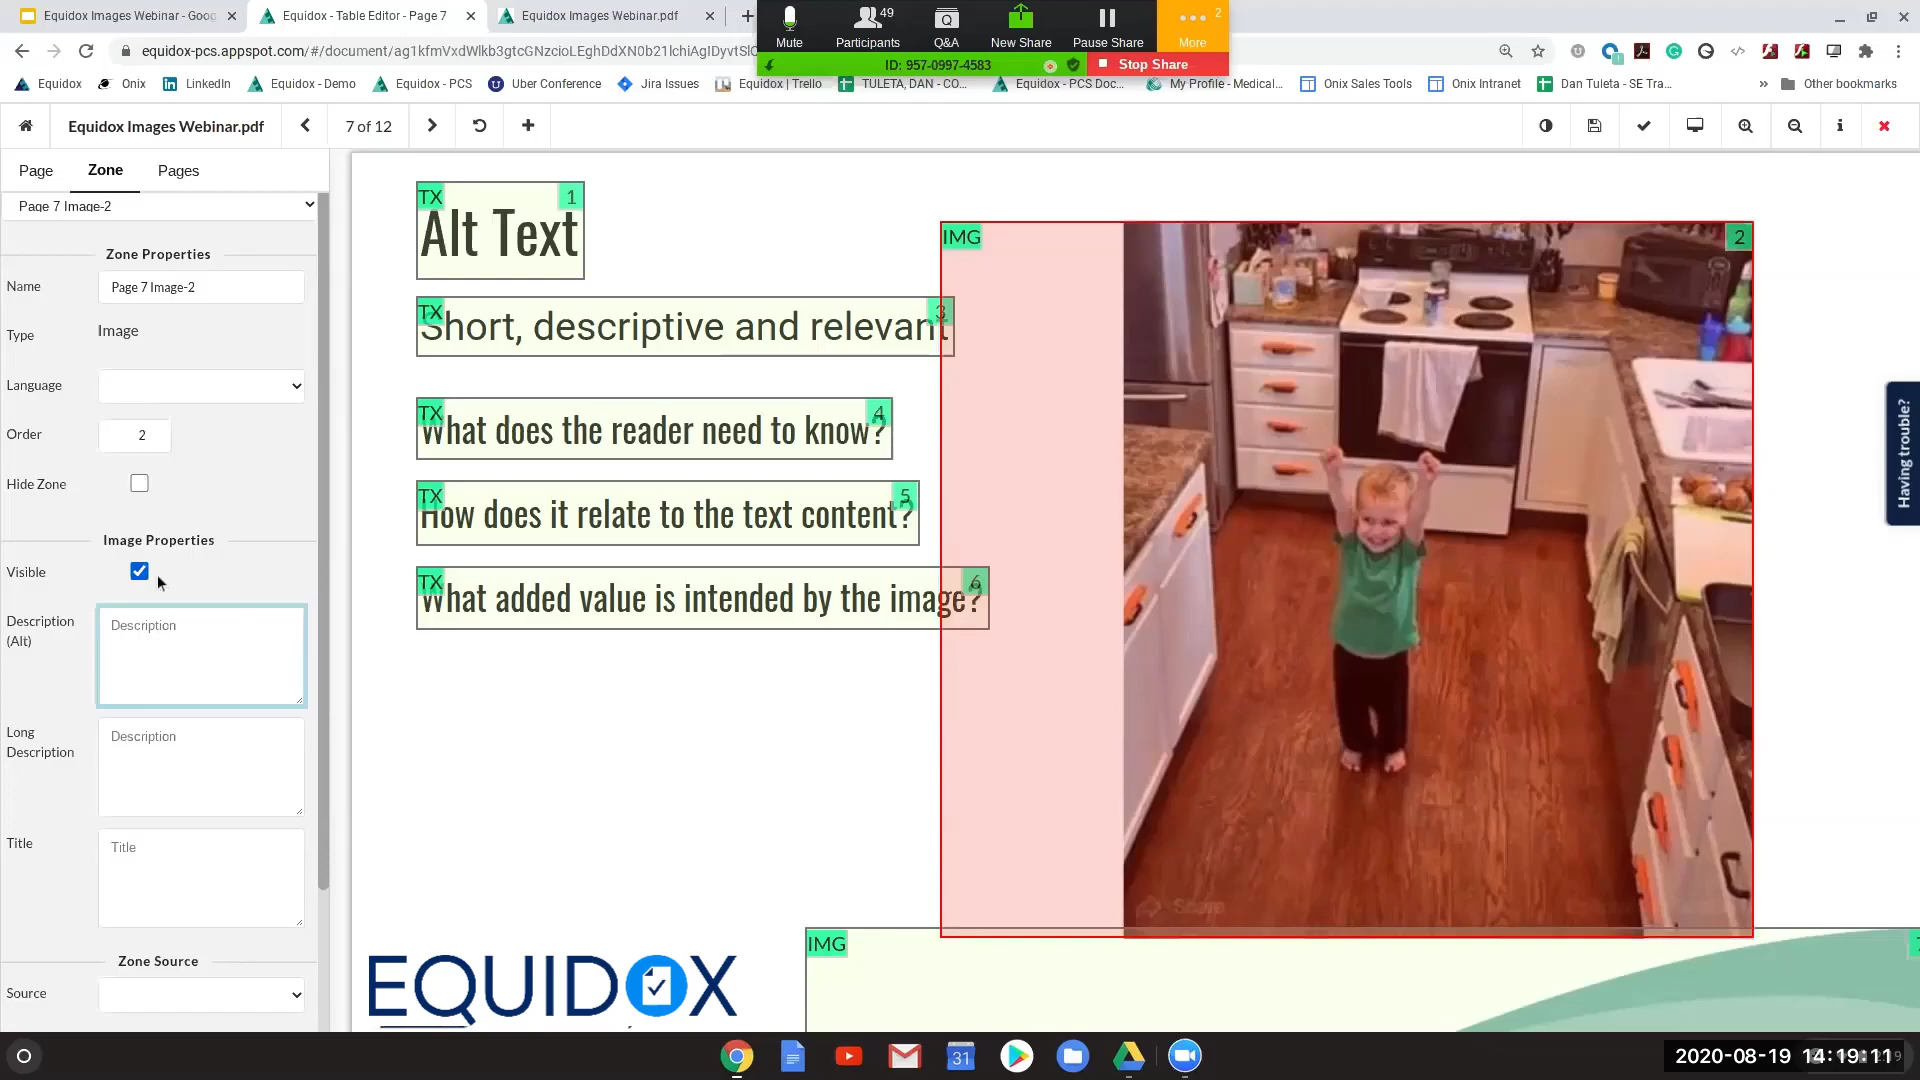 Equidox Images Webinar - Goog
Equidox - Table Editor - Page 7
Equidox Images Webinar.pdf
Mute
Participants
49
Q&A
New Share
Pause Share
More
2
ID: 957-0997-4583
Stop Share
equidox-pcs.appspot.com/#/document/ag1kfmVxdWlkb3gtcGNzcioLEghDdXN0b21lchiAgIDyvtSlC
Equidox
Onix
LinkedIn
Equidox - Demo
Equidox - PCS
Uber Conference
Jira Issues
Equidox | Trello
TULETA, DAN - CO...
Equidox - PCS Doc...
My Profile - Medical...
Onix Sales Tools
Onix Intranet
Dan Tuleta - SE Tra...
Other bookmarks
Equidox Images Webinar.pdf
7 of 12
Page
Zone
Pages
Page 7 Image-2
Zone Properties
Name
Page 7 Image-2
Type
Image
Language
Order
2
Hide Zone
Image Properties
Visible
Description
(Alt)
Description
Long
Description
Description
Title
Title
Zone Source
Source
TX
1
Alt Text
TX
3
Short, descriptive and relevant
TX
4
What does the reader need to know?
TX
5
How does it relate to the text content?
TX
6
What added value is intended by the image?
IMG
2
Share
IMG
EQUIDOX
Having trouble?
31
2020-08-19 14:19:11